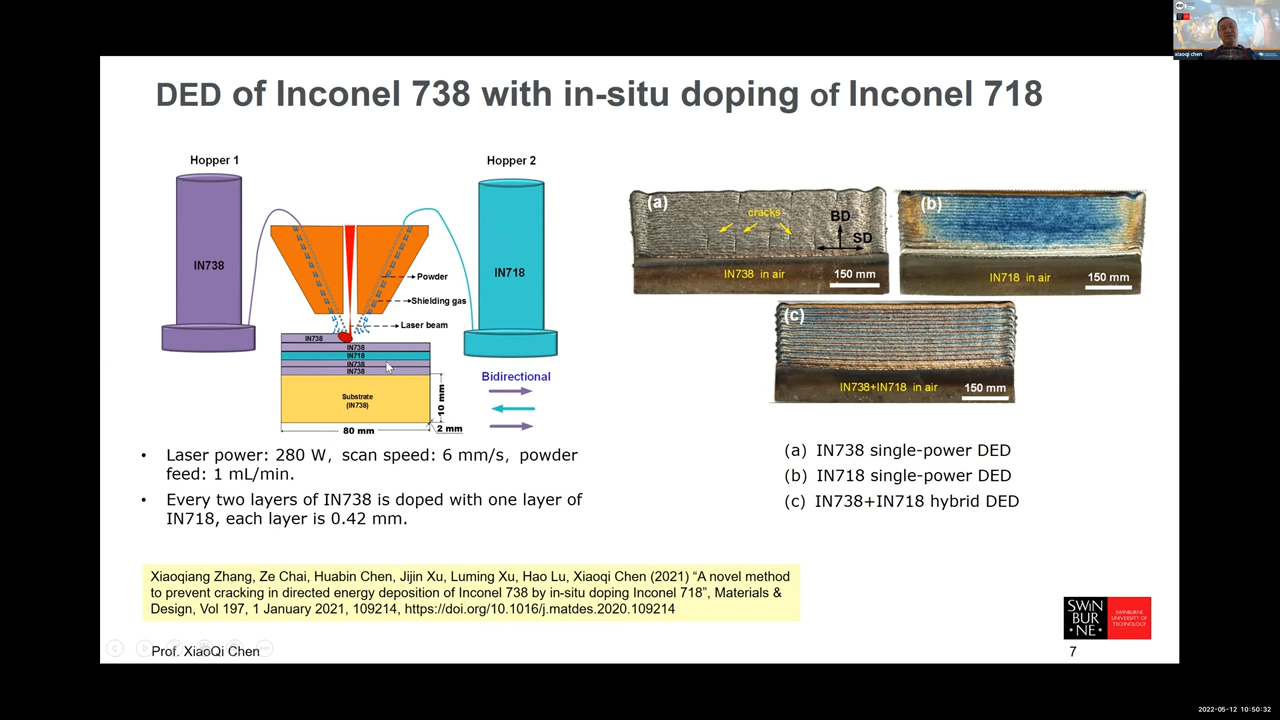 DED of Inconel 738 with in-situ doping of Inconel 718
Hopper 1
Hopper 2
IN738
IN718
Powder
Shielding gas
Laser beam
IN738
IN738
IN718
IN738
IN738
Substrate
(IN738)
10 mm
2 mm
80 mm
Bidirectional
(a)
cracks
BD
SD
IN738 in air
150 mm
(b)
IN718 in air
150 mm
(c)
IN738+IN718 in air
150 mm
• Laser power: 280 W, scan speed: 6 mm/s, powder
feed: 1 mL/min.
• Every two layers of IN738 is doped with one layer of
IN718, each layer is 0.42 mm.
(a) IN738 single-power DED
(b) IN718 single-power DED
(c) IN738+IN718 hybrid DED
Xiaoqiang Zhang, Ze Chai, Huabin Chen, Jijin Xu, Luming Xu, Hao Lu, Xiaoqi Chen (2021) “A novel method
to prevent cracking in directed energy deposition of Inconel 738 by in-situ doping Inconel 718”, Materials &
Design, Vol 197, 1 January 2021, 109214, https://doi.org/10.1016/j.matdes.2020.109214
SWIN
BUR
NE
SWINBURNE
UNIVERSITY OF
TECHNOLOGY
Prof. XiaoQi Chen
7
xiaoqi chen
2022-05-12 10:50:32